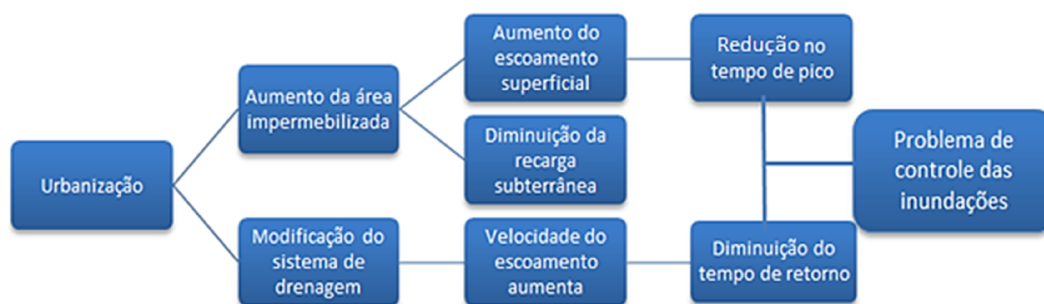 Urbanização
Aumento da área
impermebilizada
Modificação do
sistema de
drenagem
Aumento do
escoamento
superficial
Diminuição da
recarga
subterrânea
Velocidade do
escoamento
aumenta
Redução no
tempo de pico
Diminuição do
tempo de retorno
Problema de
controle das
inundações